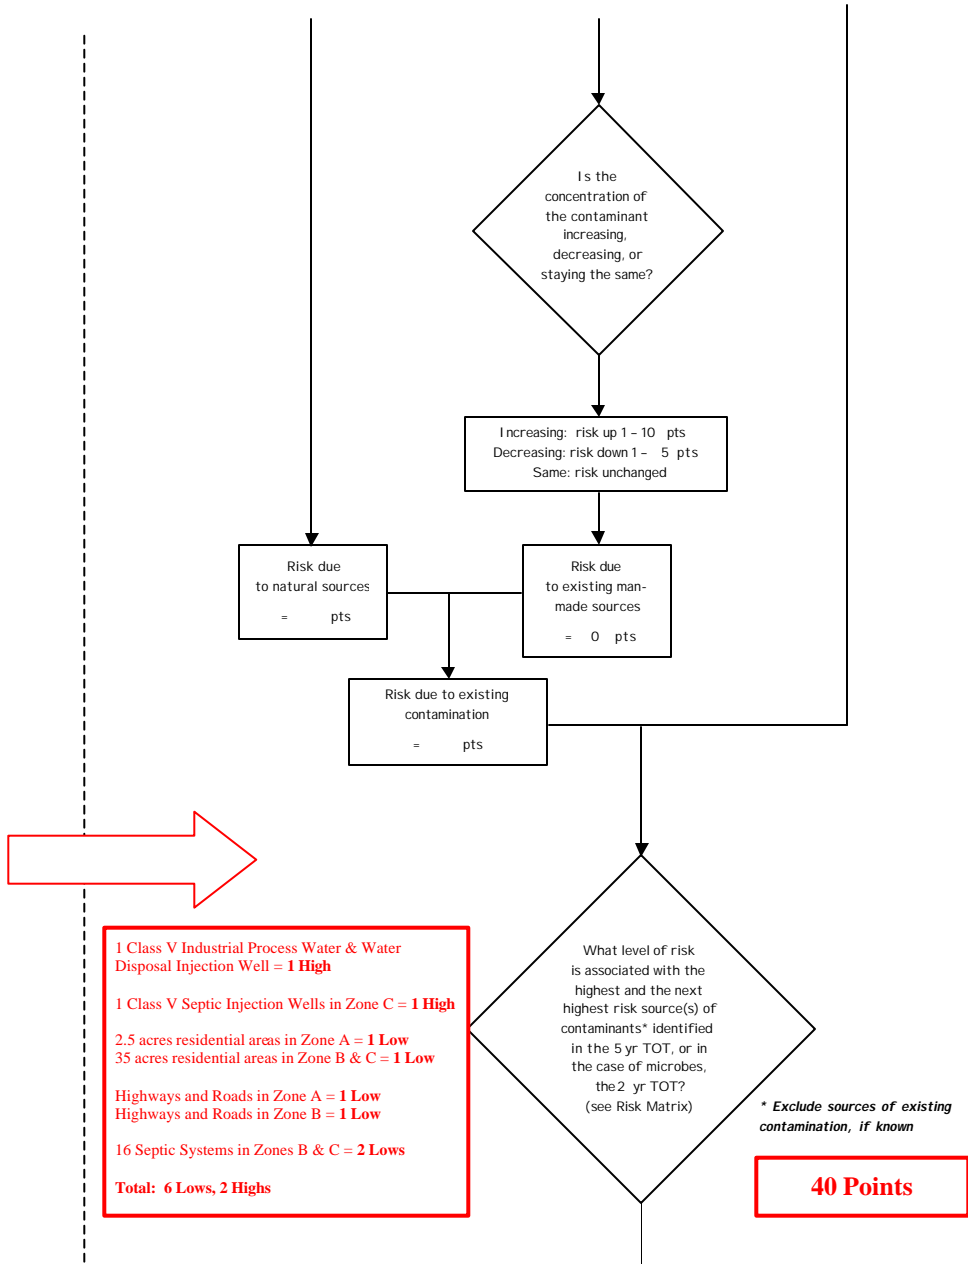 Is the
concentration of
the contaminant
increasing,
decreasing, or
staying the same?
Increasing: risk up 1 – 10 pts
Decreasing: risk down 1 – 5 pts
Same: risk unchanged
Risk due
to natural sources
= pts
Risk due
to existing man-
made sources
= 0 pts
Risk due to existing
contamination
= pts
1 Class V Industrial Process Water & Water
Disposal Injection Well = 1 High
1 Class V Septic Injection Wells in Zone C = 1 High
2.5 acres residential areas in Zone A = 1 Low
35 acres residential areas in Zone B & C = 1 Low
Highways and Roads in Zone A = 1 Low
Highways and Roads in Zone B = 1 Low
16 Septic Systems in Zones B & C = 2 Lows
Total: 6 Lows, 2 Highs
What level of risk
is associated with the
highest and the next
highest risk source(s) of
contaminants* identified
in the 5 yr TOT, or in
the case of microbes,
the 2 yr TOT?
(see Risk Matrix)
* Exclude sources of existing
contamination, if known
40 Points